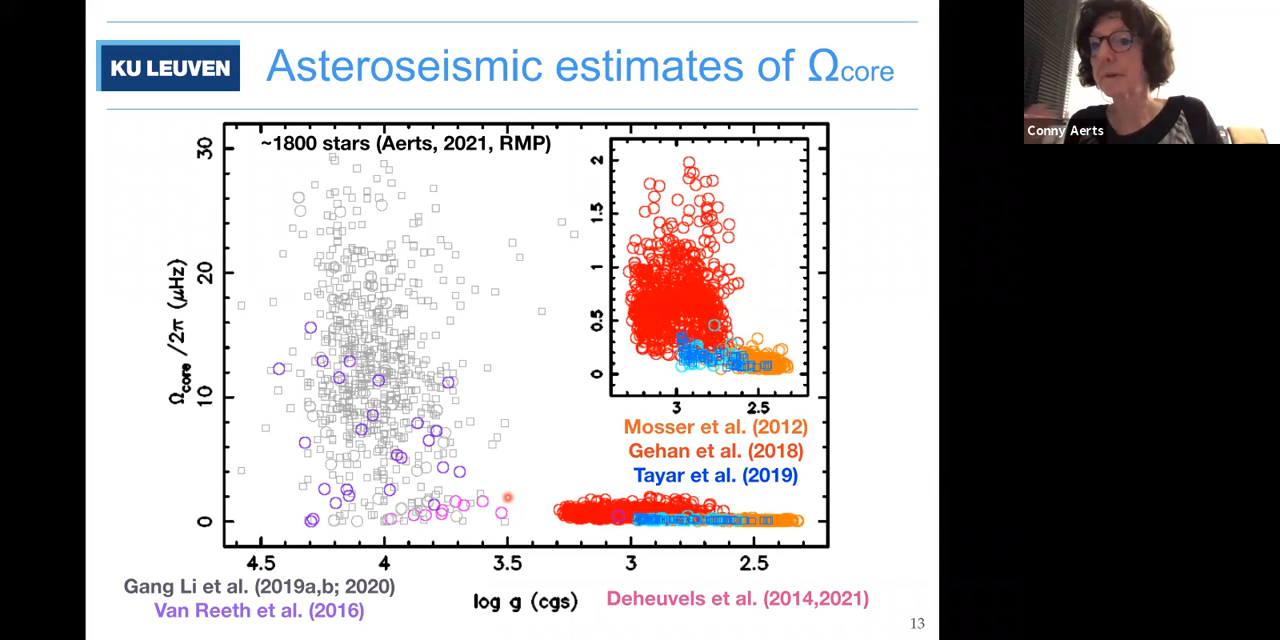 KU LEUVEN
Asteroseismic estimates of Ωcore
Conny Aerts
~1800 stars (Aerts, 2021, RMP)
30
20
10
0
Ωcore/2π (μHz)
2
1.5
1
0.5
0
3 2.5
Mosser et al. (2012)
Gehan et al. (2018)
Tayar et al. (2019)
4.5 4 3.5 3 2.5
log g (cgs)
Gang Li et al. (2019a,b; 2020)
Van Reeth et al. (2016)
Deheuvels et al. (2014,2021)
13